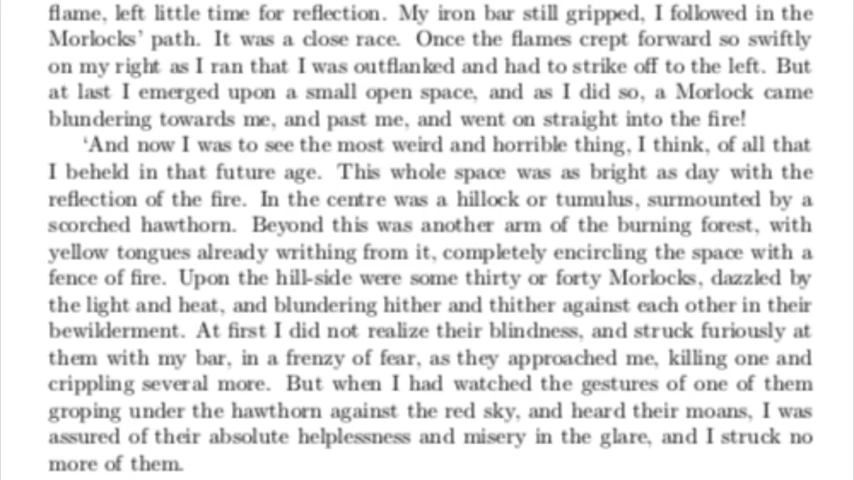 flame, left little time for reflection. My iron bar still gripped, I followed in the
Morlocks’ path. It was a close race. Once the flames crept forward so swiftly
on my right as I ran that I was outflanked and had to strike off to the left. But
at last I emerged upon a small open space, and as I did so, a Morlock came
blundering towards me, and past me, and went on straight into the fire!
‘And now I was to see the most weird and horrible thing, I think, of all that
I beheld in that future age. This whole space was as bright as day with the
reflection of the fire. In the centre was a hillock or tumulus, surmounted by a
scorched hawthorn. Beyond this was another arm of the burning forest, with
yellow tongues already writhing from it, completely encircling the space with a
fence of fire. Upon the hill-side were some thirty or forty Morlocks, dazzled by
the light and heat, and blundering hither and thither against each other in their
bewilderment. At first I did not realize their blindness, and struck furiously at
them with my bar, in a frenzy of fear, as they approached me, killing one and
crippling several more. But when I had watched the gestures of one of them
groping under the hawthorn against the red sky, and heard their moans, I was
assured of their absolute helplessness and misery in the glare, and I struck no
more of them.